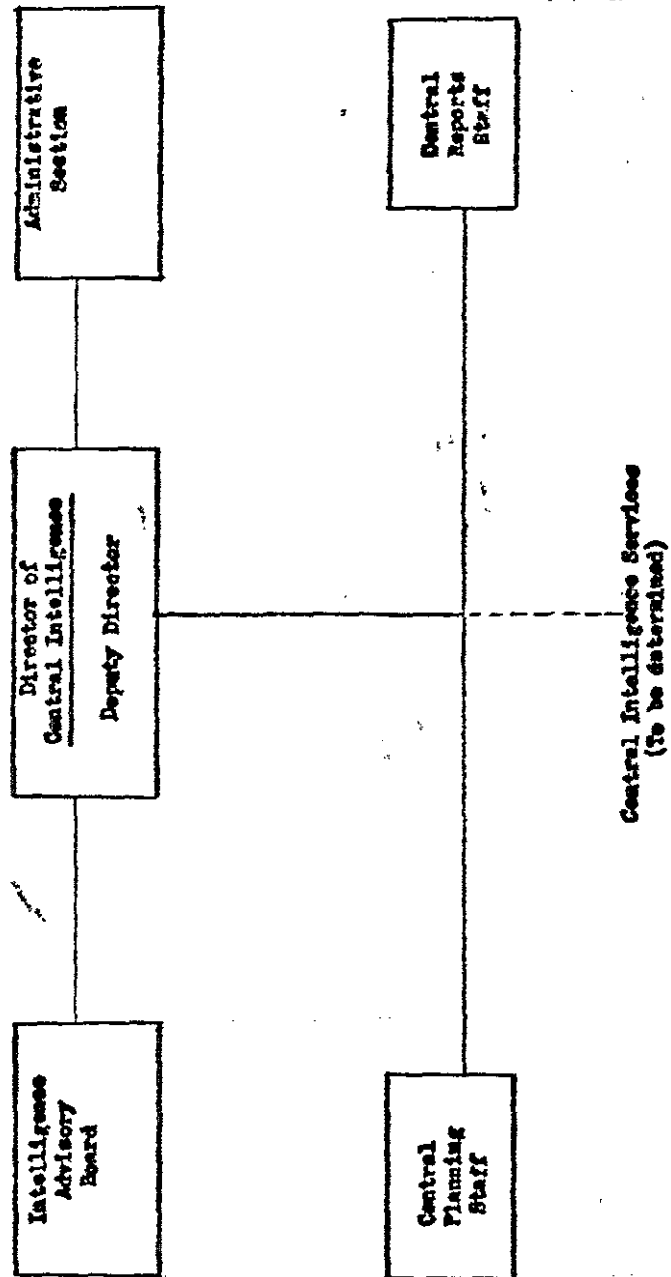 Intelligence
Advisory
Board
Director of
Central Intelligence
Deputy Director
Administrative
Section
Central
Planning
Staff
Central
Reports
Staff
Central Intelligence Services
(To be determined)